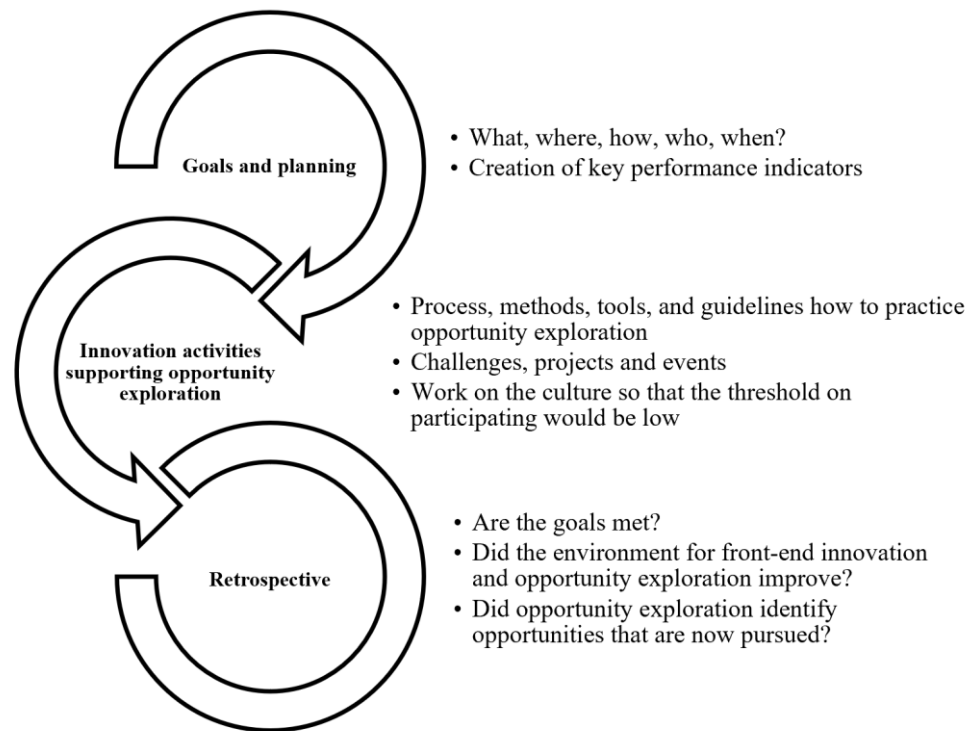 Goals and planning
• What, where, how, who, when?
• Creation of key performance indicators
Innovation activities
supporting opportunity
exploration
• Process, methods, tools, and guidelines how to practice
opportunity exploration
• Challenges, projects and events
• Work on the culture so that the threshold on
participating would be low
Retrospective
• Are the goals met?
• Did the environment for front-end innovation
and opportunity exploration improve?
• Did opportunity exploration identify
opportunities that are now pursued?